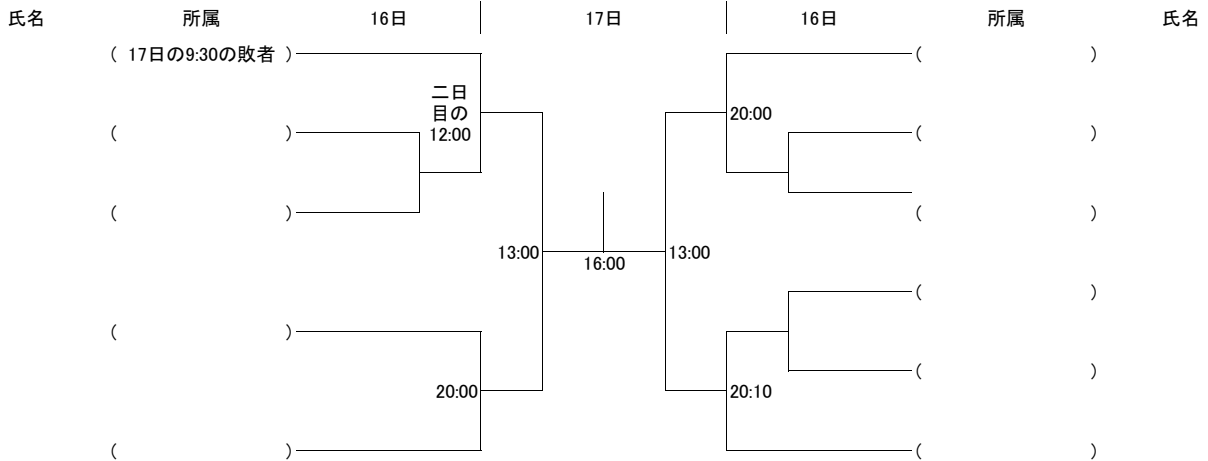 氏名 所属 16日 17日 16日 所属 氏名
( 17日の9:30の敗者 ) ( )
二日
目の
12:00 20:00
( ) ( )
( ) ( )
13:00 16:00 13:00
( )
( ) ( )
20:00 20:10
( ) ( )